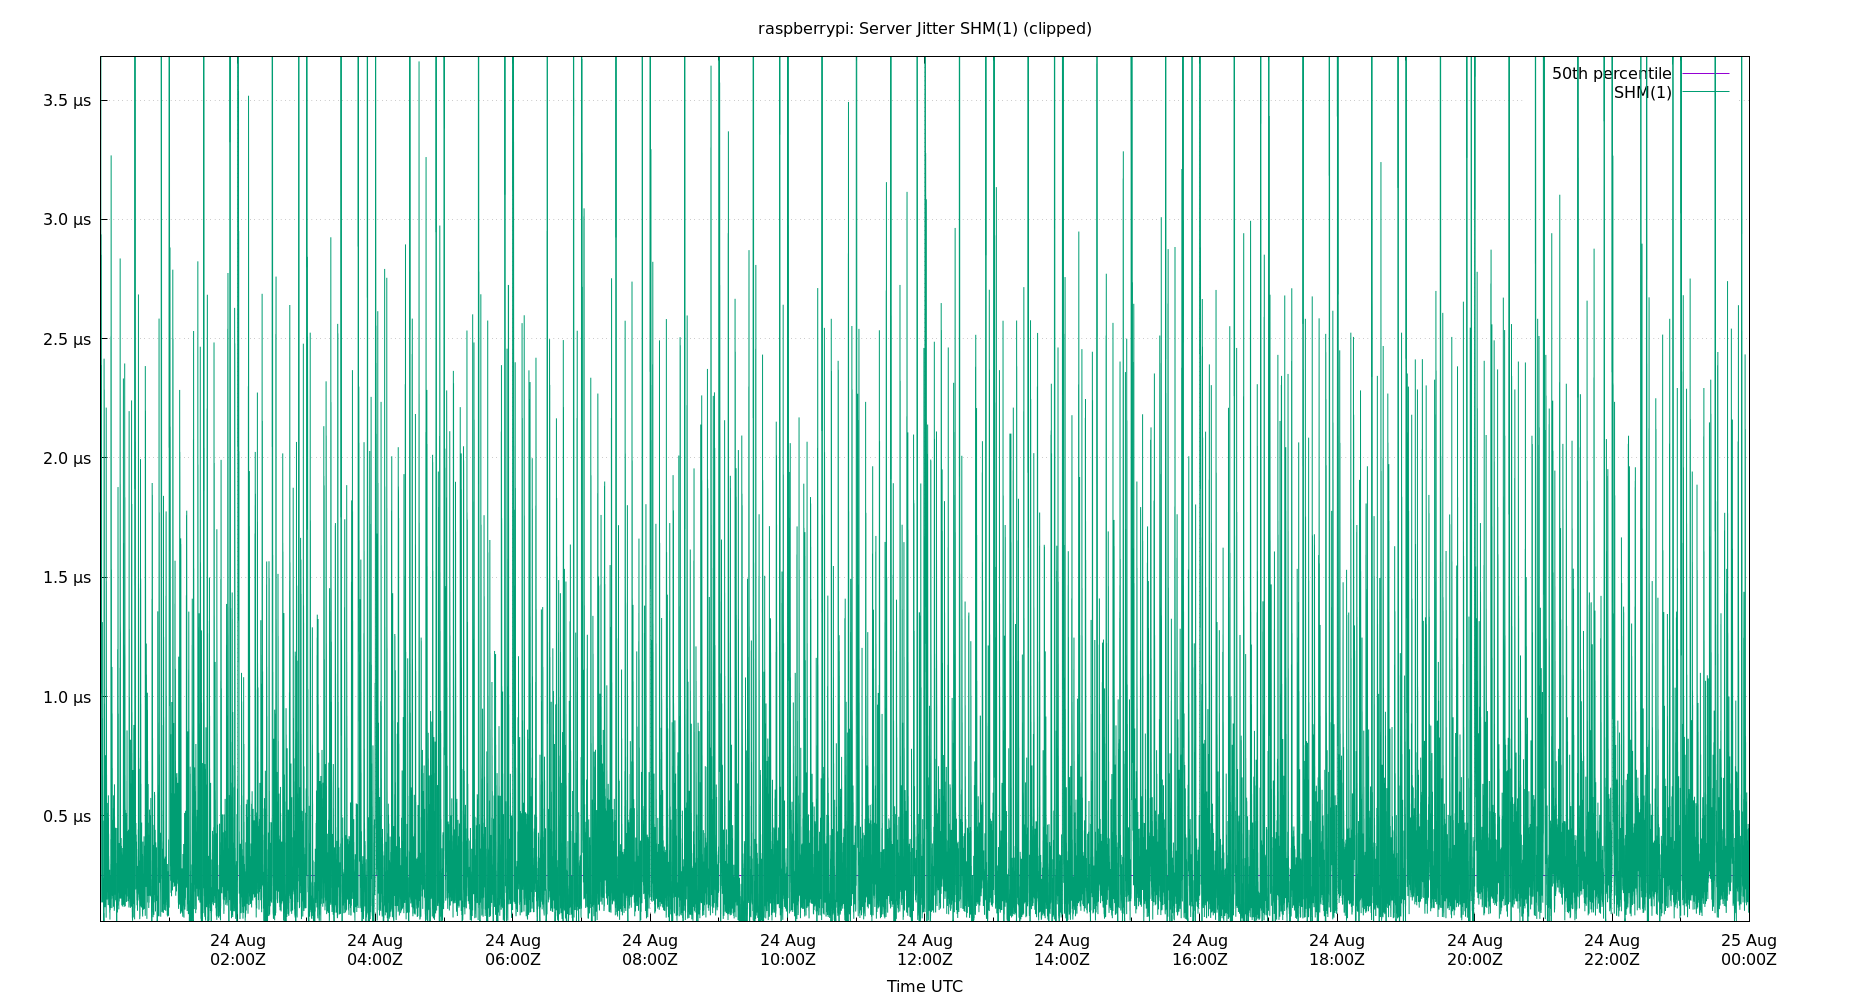 raspberrypi: Server Jitter SHM(1) (clipped)
50th percentile
SHM(1)
3.5 µs
3.0 µs
2.5 µs
2.0 µs
1.5 µs
1.0 µs
0.5 µs
24 Aug 24 Aug 24 Aug 24 Aug 24 Aug 24 Aug 24 Aug 24 Aug 24 Aug 24 Aug 24 Aug 25 Aug
02:00Z 04:00Z 06:00Z 08:00Z 10:00Z 12:00Z 14:00Z 16:00Z 18:00Z 20:00Z 22:00Z 00:00Z
Time UTC